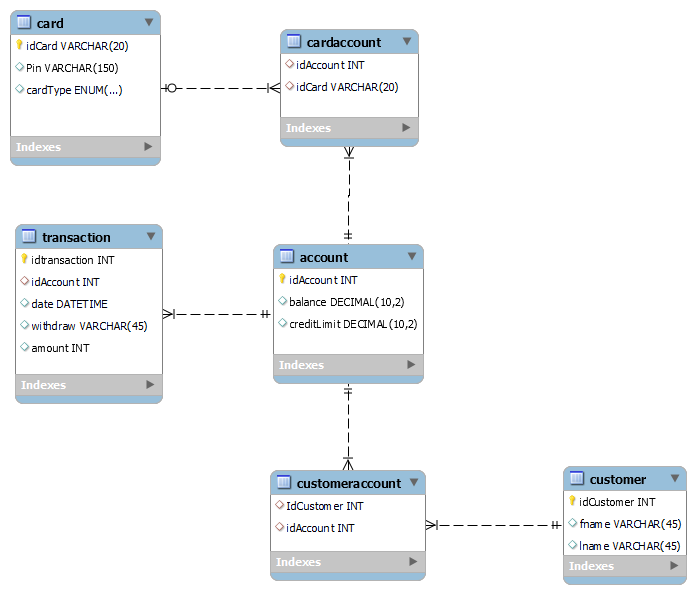 card
idCard VARCHAR(20)
Pin VARCHAR(150)
cardType ENUM(...)
Indexes
cardaccount
idAccount INT
idCard VARCHAR(20)
Indexes
transaction
idtransaction INT
idAccount INT
date DATETIME
withdraw VARCHAR(45)
amount INT
Indexes
account
idAccount INT
balance DECIMAL(10,2)
creditLimit DECIMAL(10,2)
Indexes
customeraccount
IdCustomer INT
idAccount INT
Indexes
customer
idCustomer INT
fname VARCHAR(45)
lname VARCHAR(45)
Indexes